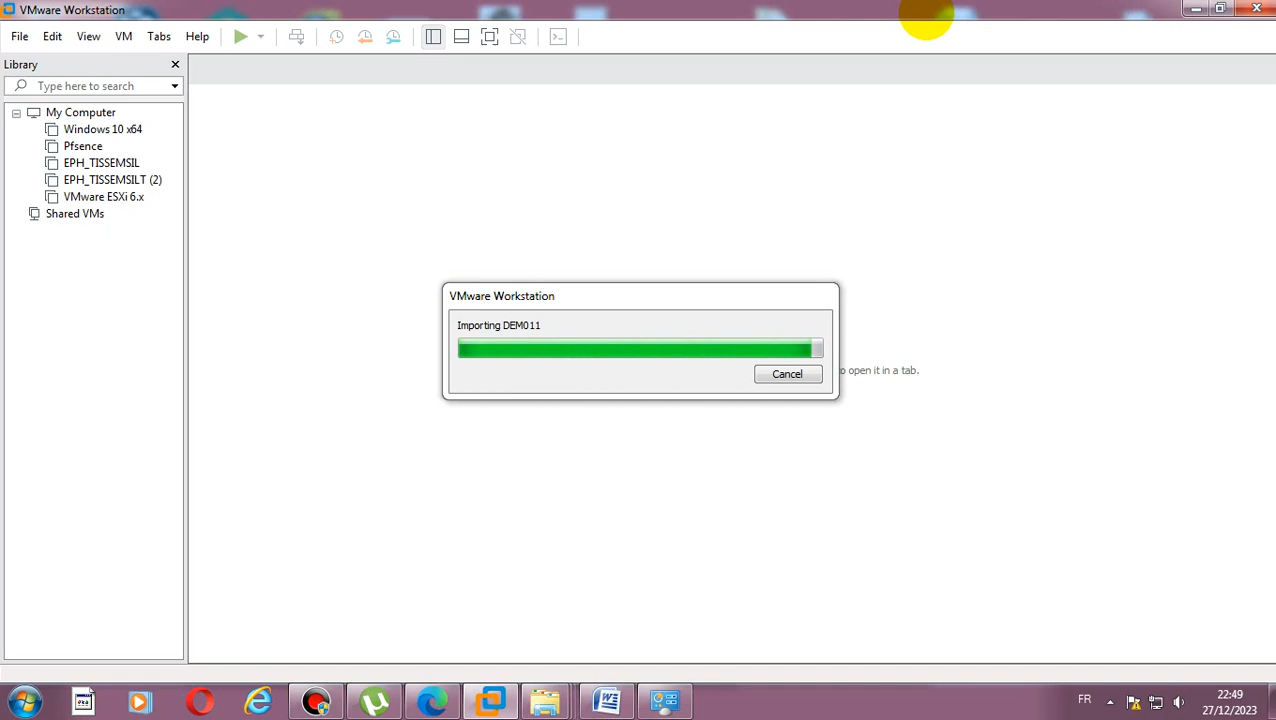 VMware Workstation
File Edit View VM Tabs Help
Library
Type here to search
My Computer
Windows 10 x64
Pfsence
EPH_TISSEMSIL
EPH_TISSEMSILT (2)
VMware ESXi 6.x
Shared VMs
VMware Workstation
Importing DEM011
Cancel
o open it in a tab.
FR
22:49
27/12/2023